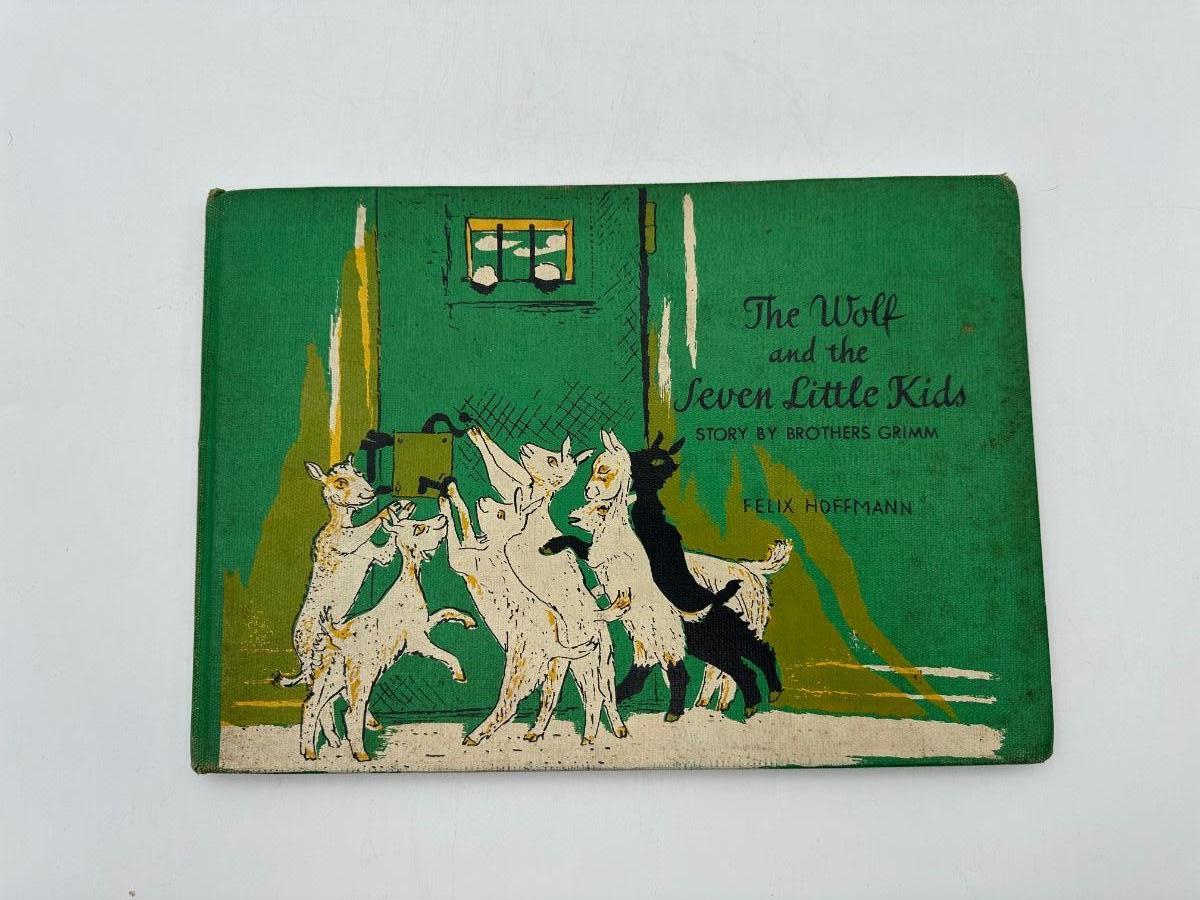 The Wolf
and the
Seven Little Kids
STORY BY BROTHERS GRIMM
FELIX HOFFMANN